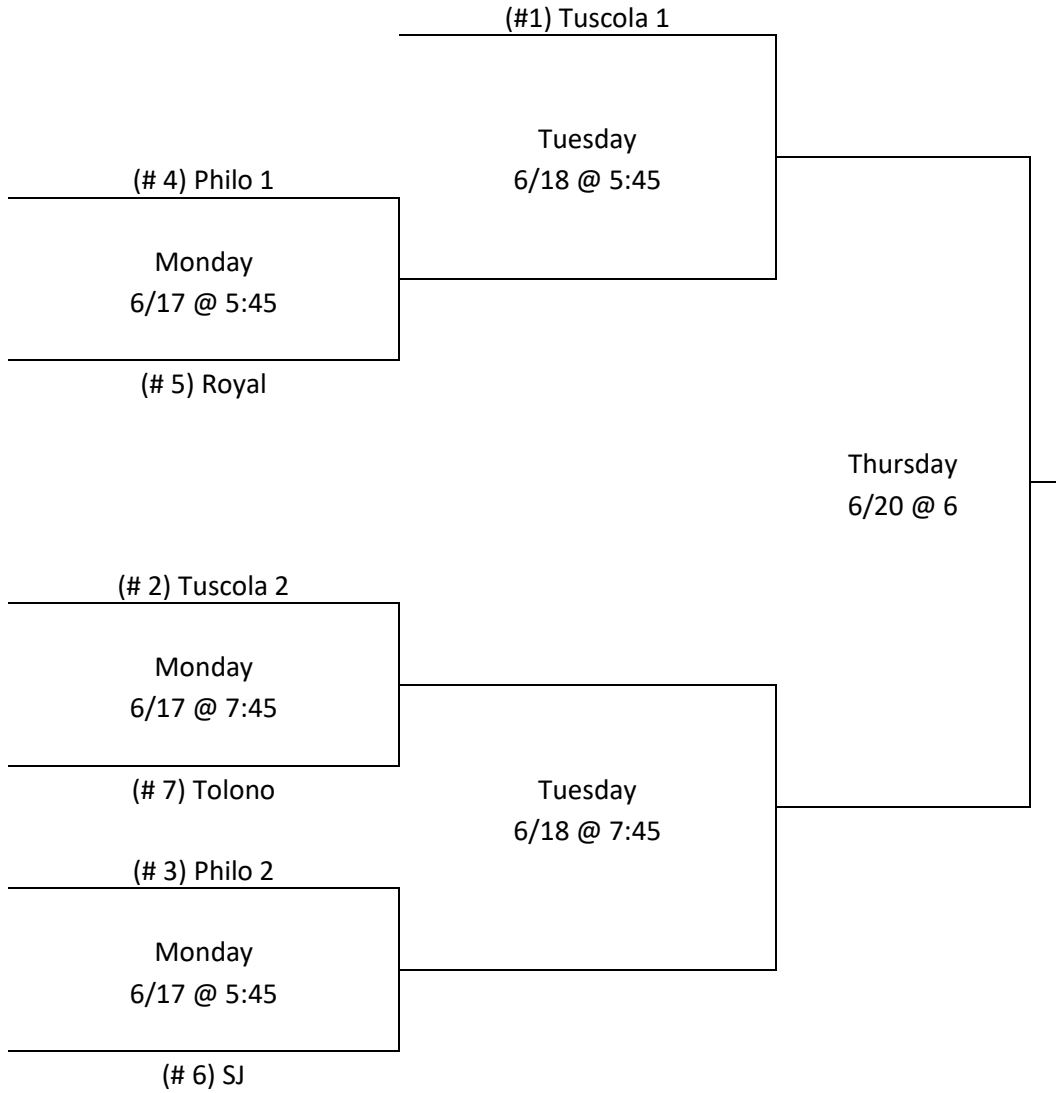 (#1) Tuscola 1
Tuesday
6/18 @ 5:45
(# 4) Philo 1
Monday
6/17 @ 5:45
(# 5) Royal
Thursday
6/20 @ 6
(# 2) Tuscola 2
Monday
6/17 @ 7:45
(# 7) Tolono
Tuesday
6/18 @ 7:45
(# 3) Philo 2
Monday
6/17 @ 5:45
(# 6) SJ